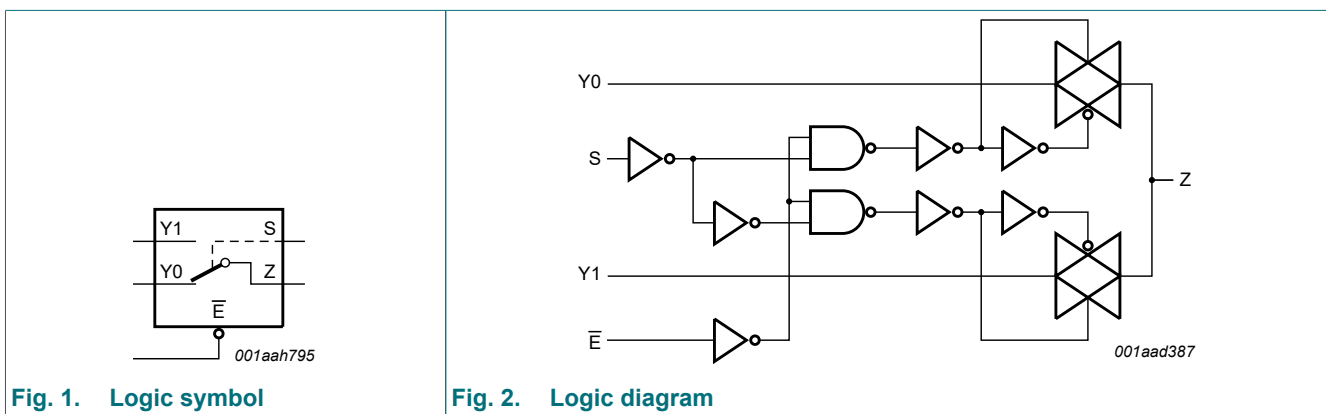 Y1 S
Y0 Z
E̅
001aah795
Fig. 1. Logic symbol
Y0
S
Z
Y1
E̅
001aad387
Fig. 2. Logic diagram